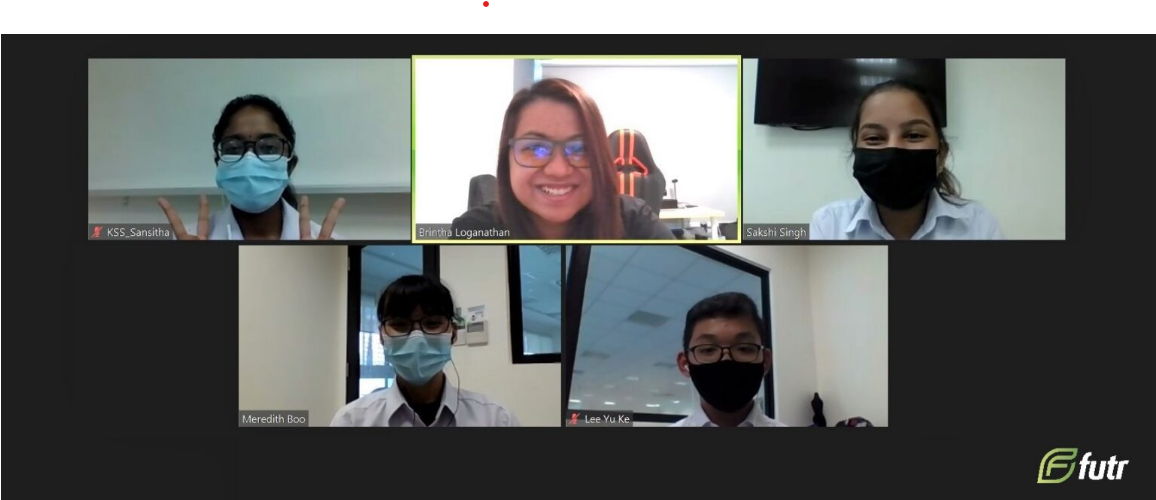 KSS_Sansitha
Brintha Loganathan
Sakshi Singh
Meredith Boo
Lee Yu Ke
futr